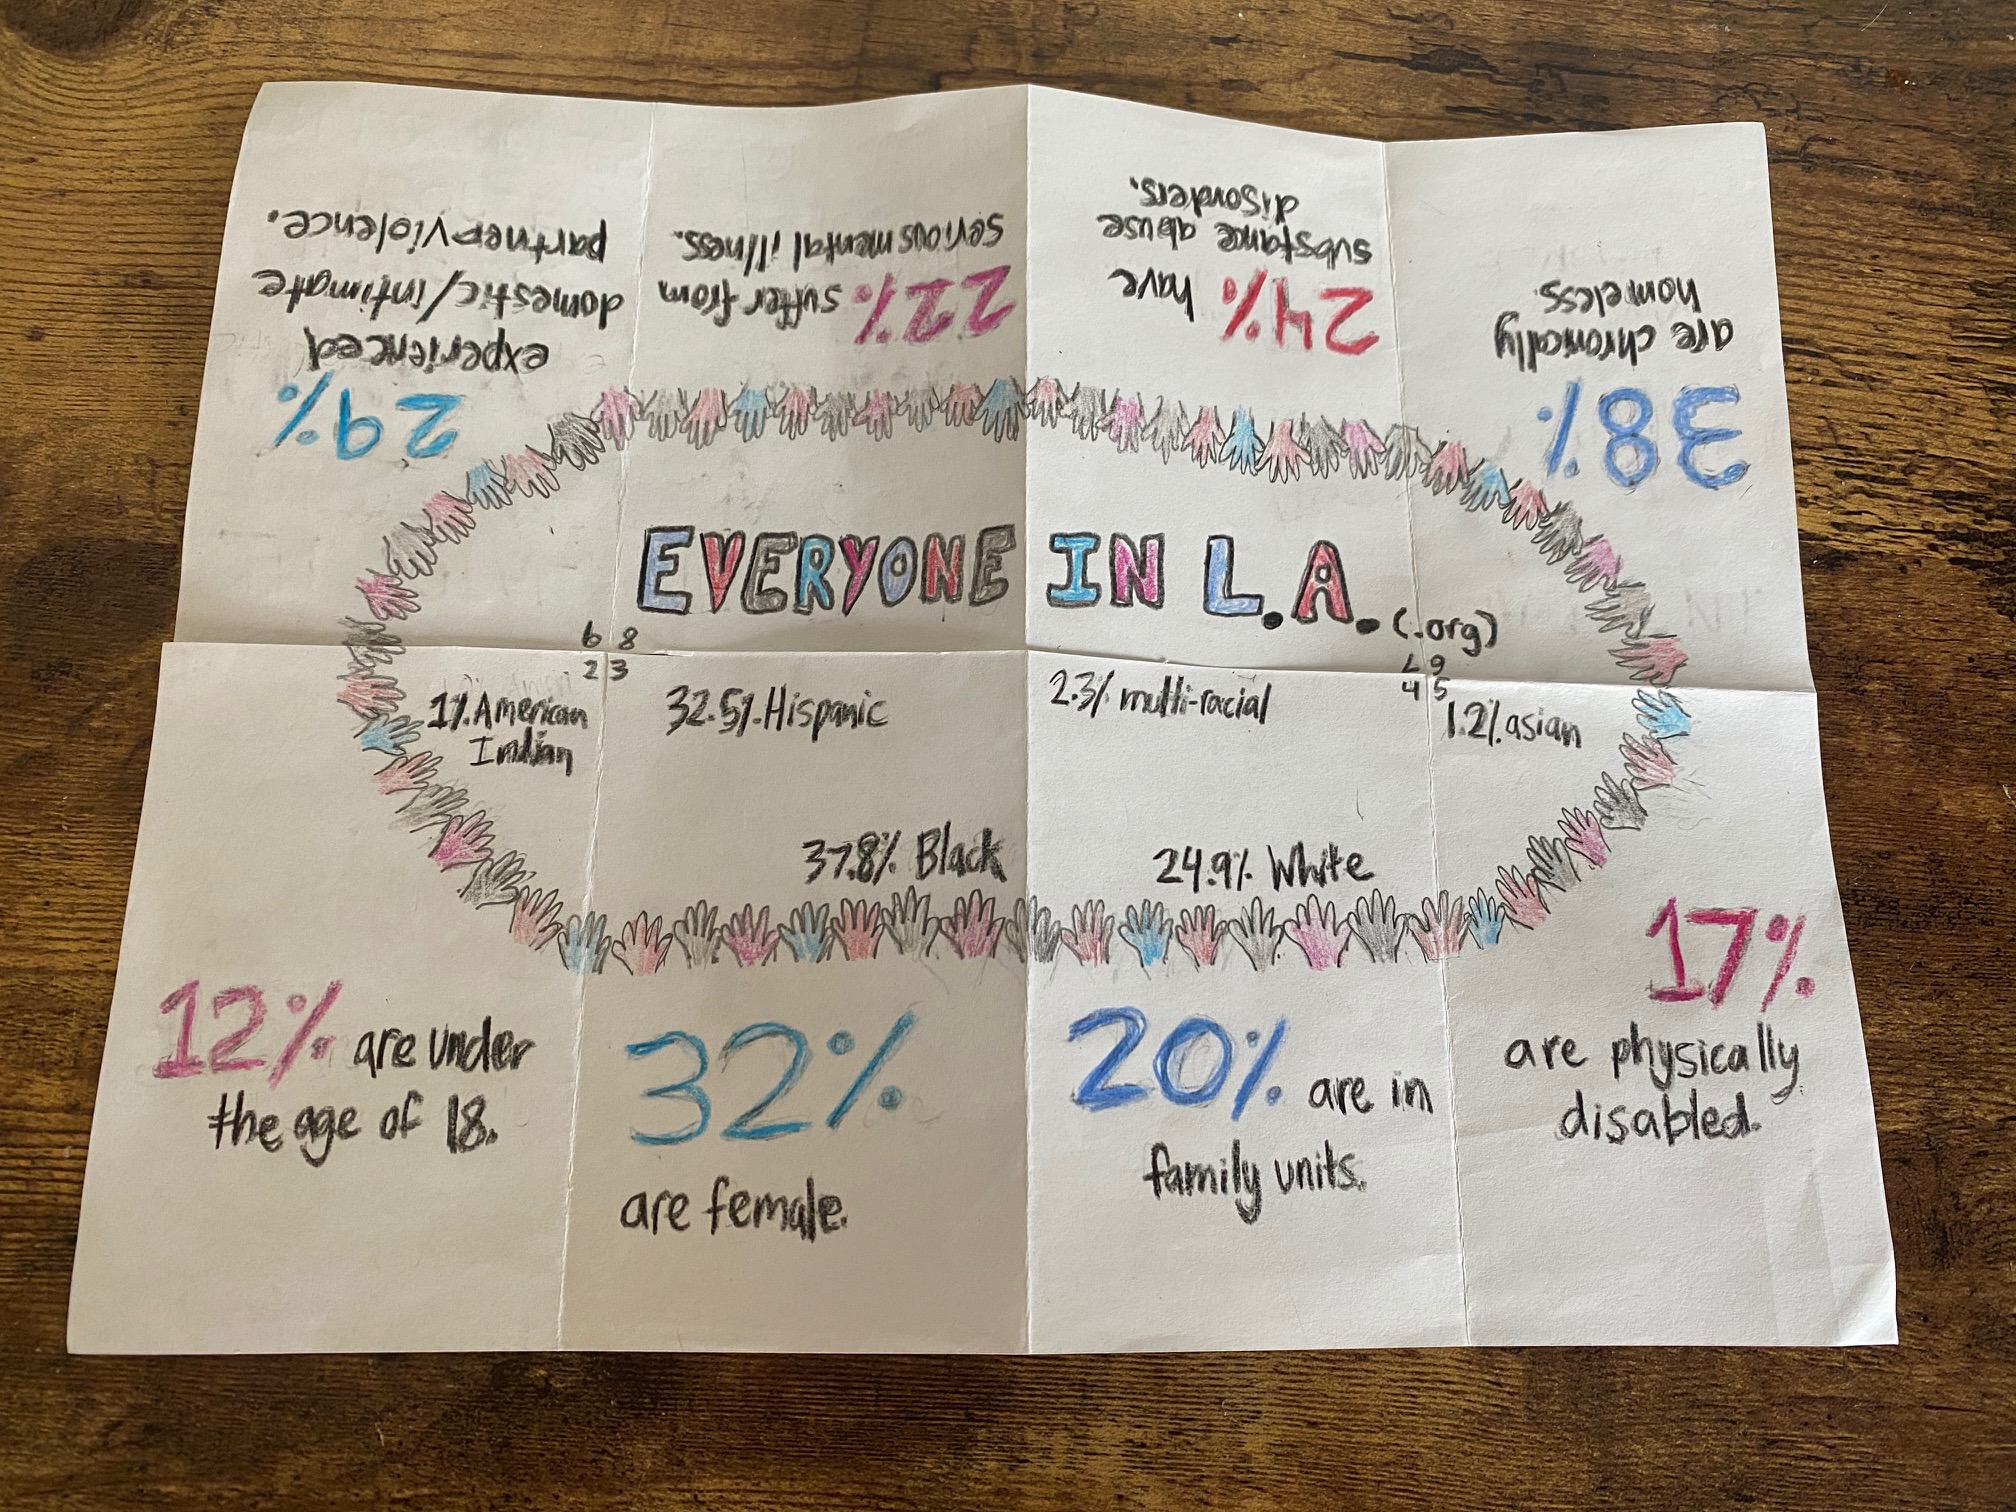 29%
experienced
domestic/intimate
partner violence.
22% suffer from
serious mental illness.
24% have
substance abuse
disorders.
38%
are chronically
homeless.
EVERYONE IN L.A. (.org)
6 8
2 3
7 9
4 5
1% American
Indian
32.5% Hispanic
2.3% multi-racial
1.2% asian
37.8% Black
24.9% White
12% are under
the age of 18.
32%
are female.
20% are in
family units.
17%
are physically
disabled.